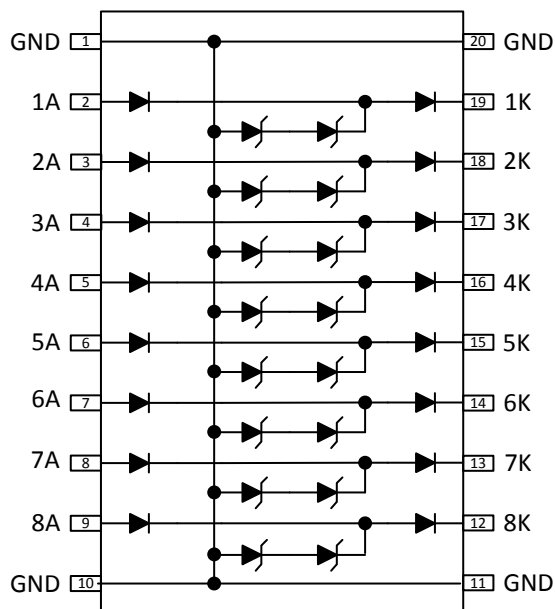 GND 1 20 GND
1A 2 19 1K
2A 3 18 2K
3A 4 17 3K
4A 5 16 4K
5A 6 15 5K
6A 7 14 6K
7A 8 13 7K
8A 9 12 8K
GND 10 11 GND